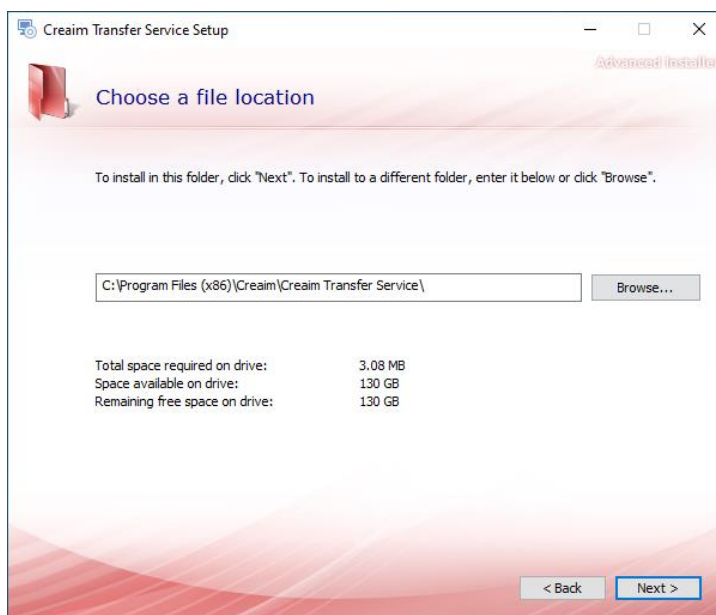 Creaim Transfer Service Setup
Advanced Installer
Choose a file location
To install in this folder, click "Next". To install to a different folder, enter it below or click "Browse".
C:\Program Files (x86)\Creaim\Creaim Transfer Service\
Browse...
Total space required on drive: 3.08 MB
Space available on drive: 130 GB
Remaining free space on drive: 130 GB
< Back Next >